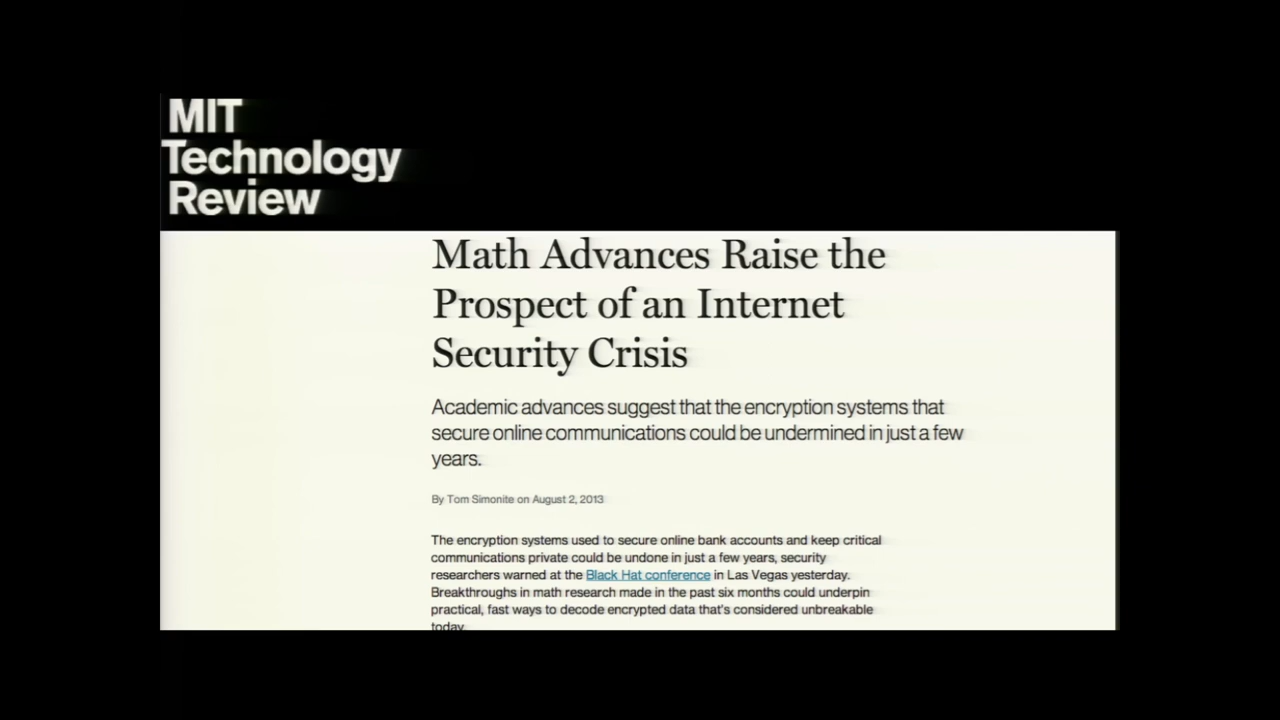 MIT
Technology
Review
Math Advances Raise the
Prospect of an Internet
Security Crisis
Academic advances suggest that the encryption systems that
secure online communications could be undermined in just a few
years.
By Tom Simonite on August 2, 2013
The encryption systems used to secure online bank accounts and keep critical
communications private could be undone in just a few years, security
researchers warned at the Black Hat conference in Las Vegas yesterday.
Breakthroughs in math research made in the past six months could underpin
practical, fast ways to decode encrypted data that's considered unbreakable
today.